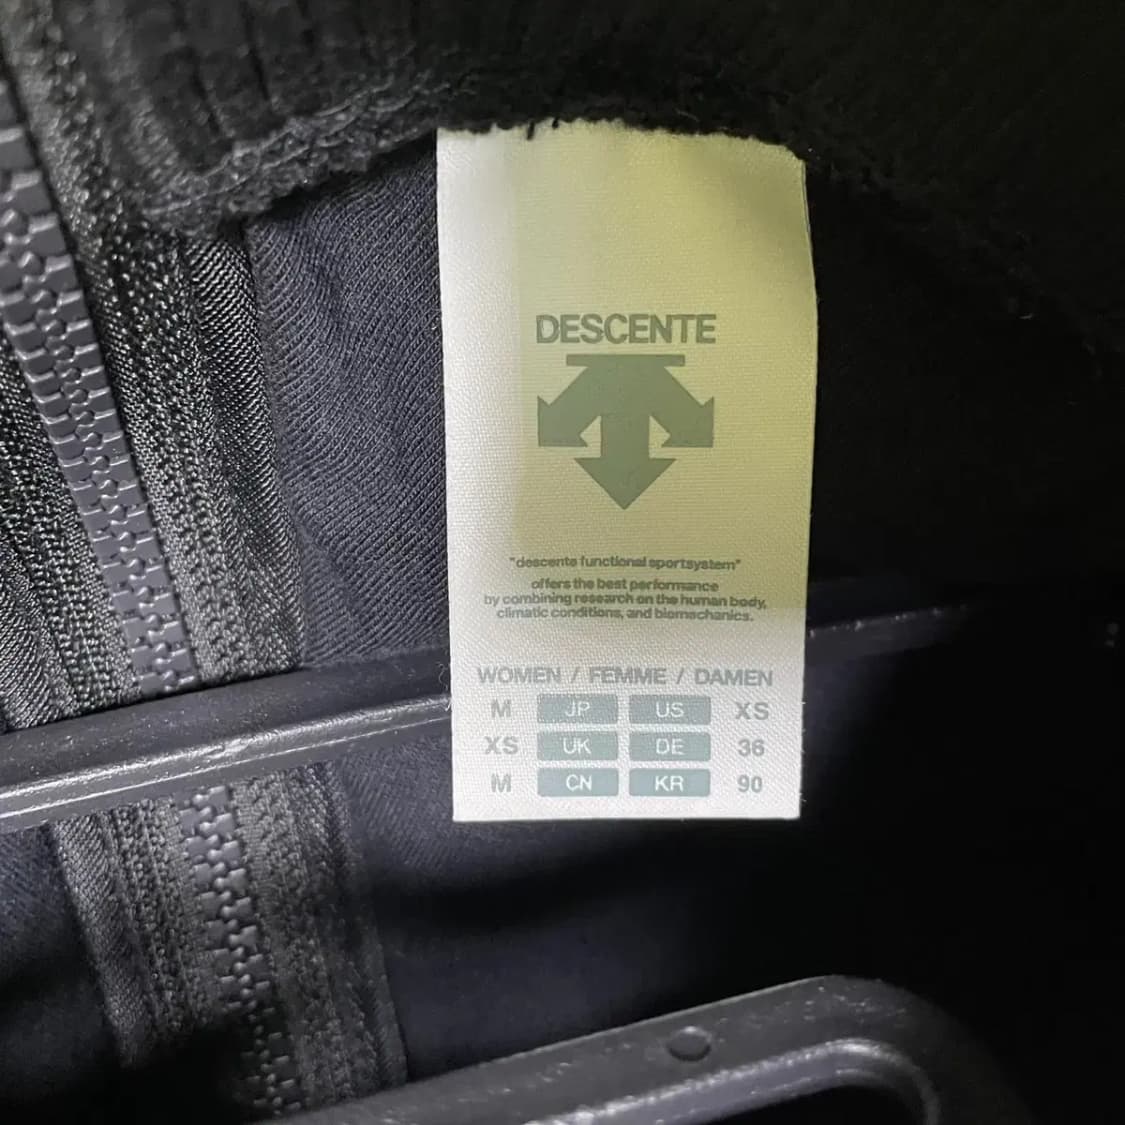 DESCENTE
"descente functional sportsystem"
offers the best performance
by combining research on the human body,
climatic conditions, and biomechanics.
WOMEN / FEMME / DAMEN
M JP US XS
XS UK DE 36
M CN KR 90